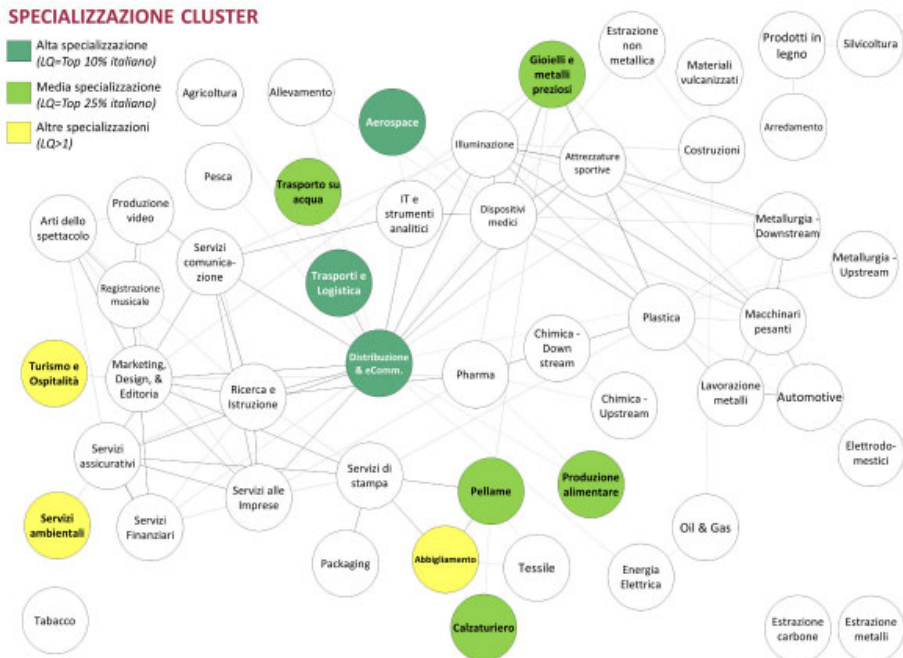 SPECIALIZZAZIONE CLUSTER
Alta specializzazione
(LQ=Top 10% italiano)
Media specializzazione
(LQ=Top 25% italiano)
Altre specializzazioni
(LQ>1)
Agricoltura
Allevamento
Aerospace
Gioielli e
metalli
preziosi
Estrazione
non
metallica
Materiali
vulcanizzati
Prodotti in
legno
Silvicoltura
Arredamento
Costruzioni
Illuminazione
Attrezzature
sportive
Pesca
Trasporto su
acqua
IT e
strumenti
analitici
Dispositivi
medici
Produzione
video
Arti dello
spettacolo
Servizi
comunica-
zione
Metallurgia -
Downstream
Metallurgia -
Upstream
Registrazione
musicale
Trasporti e
Logistica
Plastica
Macchinari
pesanti
Distribuzione
& eComm.
Chimica -
Down
stream
Pharma
Turismo e
Ospitalità
Marketing,
Design, &
Editoria
Ricerca e
Istruzione
Chimica -
Upstream
Lavorazione
metalli
Automotive
Elettrodo-
mestici
Servizi
assicurativi
Servizi di
stampa
Servizi alle
Imprese
Pellame
Produzione
alimentare
Servizi
ambientali
Servizi
Finanziari
Oil & Gas
Packaging
Abbigliamento
Tessile
Energia
Elettrica
Tabacco
Calzaturiero
Estrazione
carbone
Estrazione
metalli